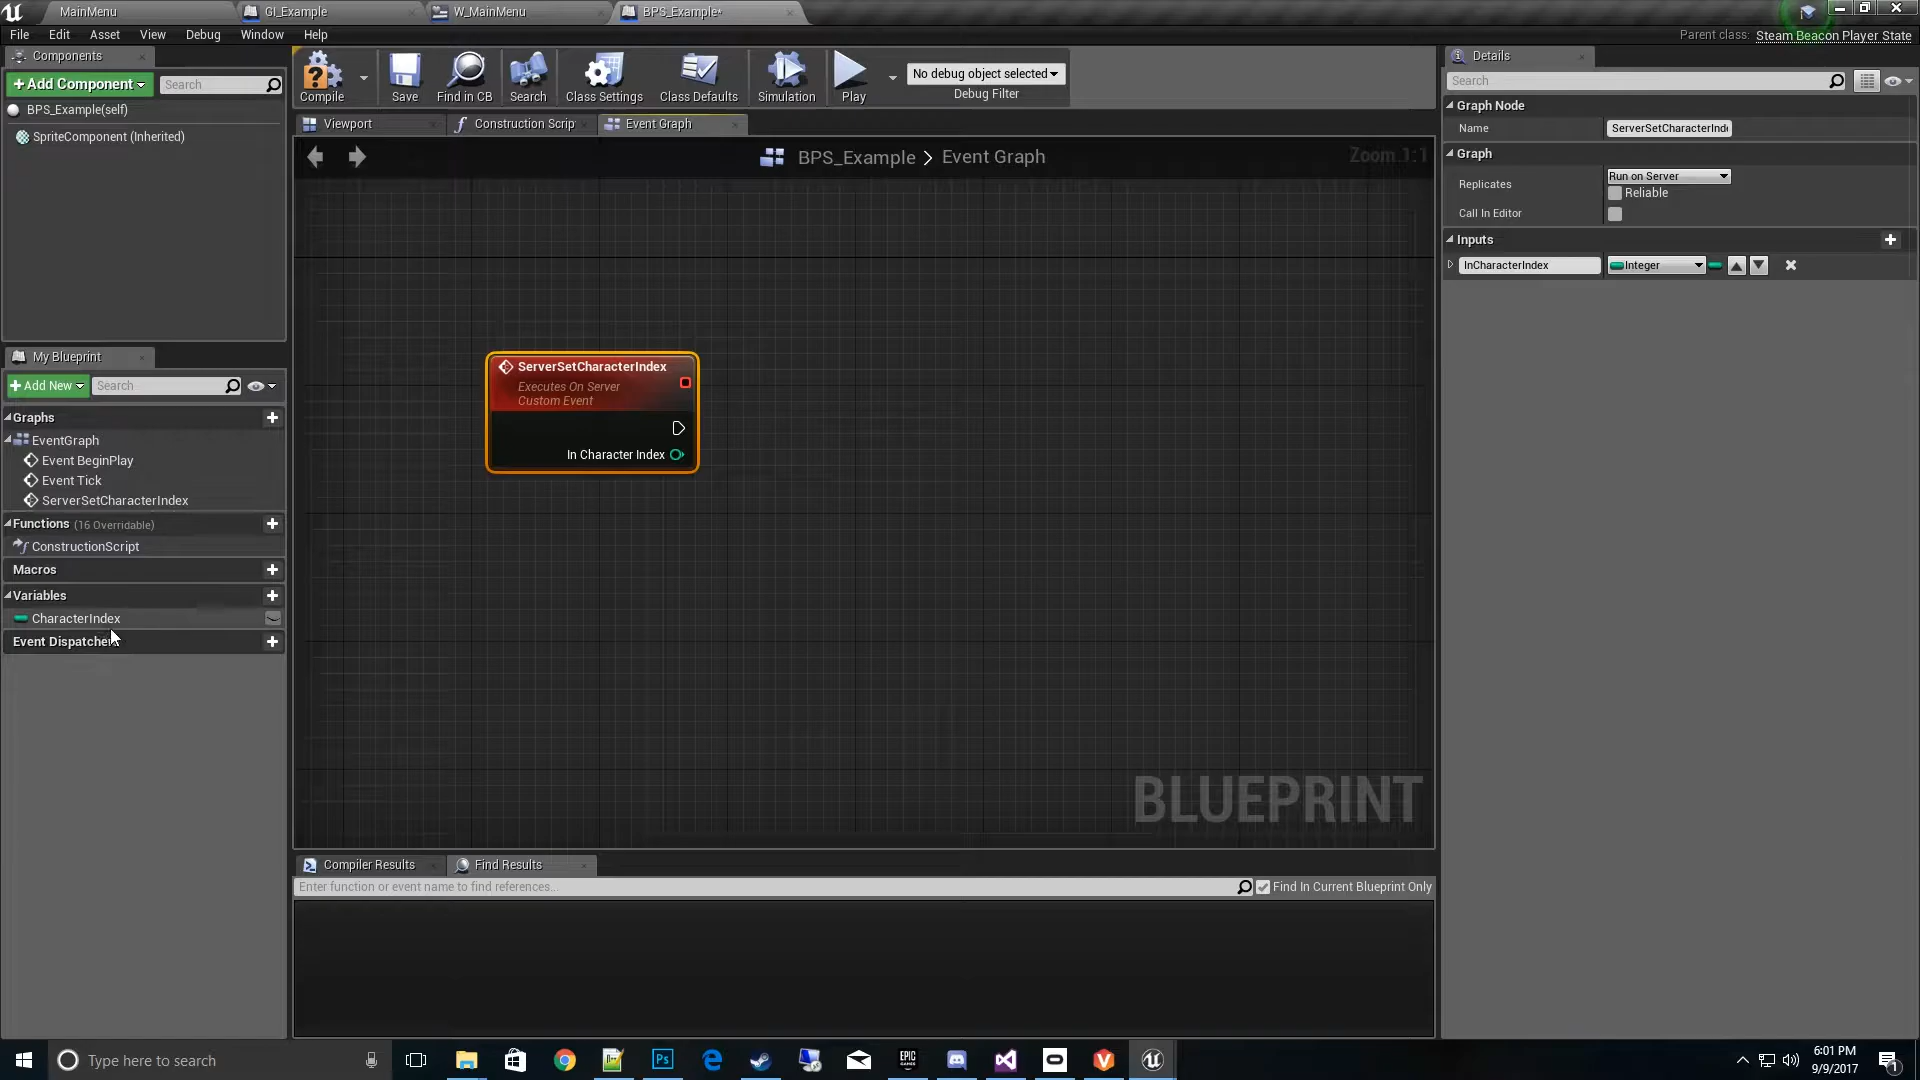 MainMenu
GI_Example
W_MainMenu
BPS_Example*
File Edit Asset View Debug Window Help
Parent class: Steam Beacon Player State
Components
+Add Component
Search
BPS_Example(self)
SpriteComponent (Inherited)
Compile
Save
Find in CB
Search
Class Settings
Class Defaults
Simulation
Play
No debug object selected
Debug Filter
Viewport
Construction Scrip
Event Graph
BPS_Example > Event Graph
Zoom 1:1
ServerSetCharacterIndex
Executes On Server
Custom Event
In Character Index
BLUEPRINT
My Blueprint
+Add New
Search
Graphs
EventGraph
Event BeginPlay
Event Tick
ServerSetCharacterIndex
Functions (16 Overridable)
ConstructionScript
Macros
Variables
CharacterIndex
Event Dispatcher
Compiler Results
Find Results
Enter function or event name to find references...
Find In Current Blueprint Only
Details
Search
Graph Node
Name
ServerSetCharacterInd
Graph
Replicates
Run on Server
Reliable
Call In Editor
Inputs
InCharacterIndex
Integer
Type here to search
Ps
EPIC
GAMES
6:01 PM
9/9/2017
1